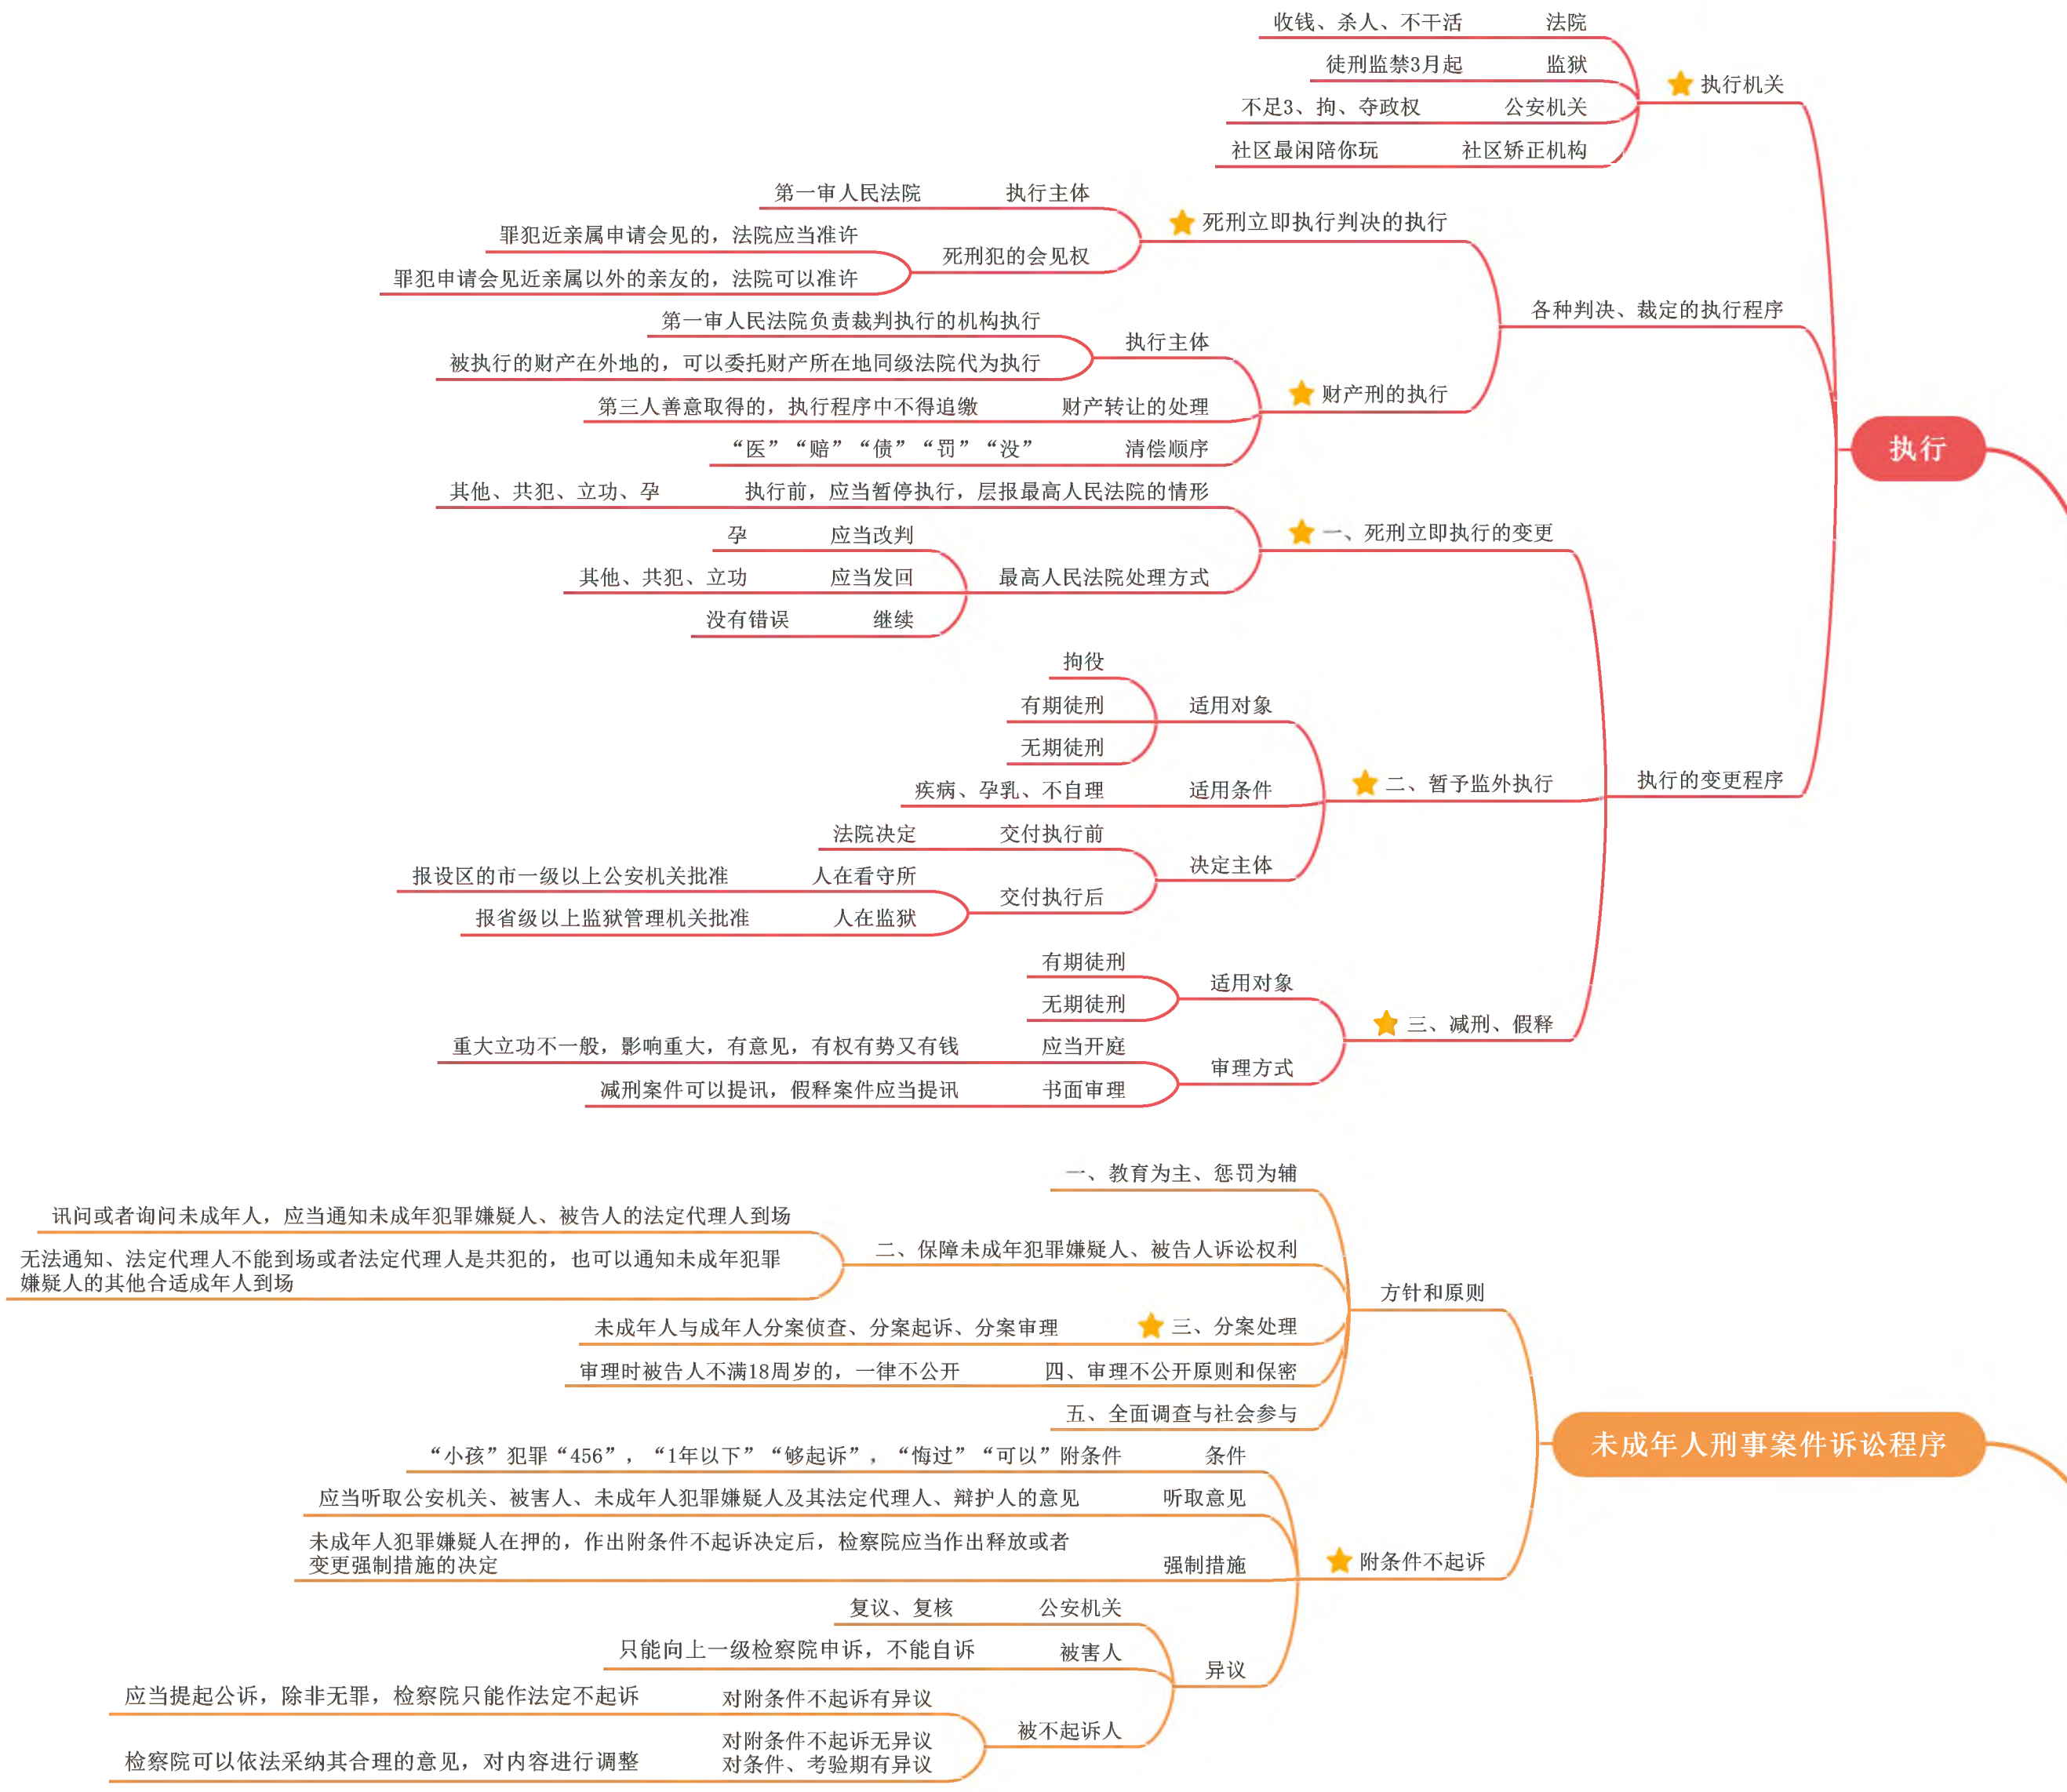 收钱、杀人、不干活 法院
徒刑监禁3月起 监狱
执行机关
不足3、拘、夺政权 公安机关
社区最闲陪你玩 社区矫正机构
第一审人民法院 执行主体
死刑立即执行判决的执行
罪犯近亲属申请会见的，法院应当准许
死刑犯的会见权
罪犯申请会见近亲属以外的亲友的，法院可以准许
各种判决、裁定的执行程序
第一审人民法院负责裁判执行的机构执行
执行主体
被执行的财产在外地的，可以委托财产所在地同级法院代为执行
财产刑的执行
第三人善意取得的，执行程序中不得追缴 财产转让的处理
“医”“赔”“债”“罚”“没” 清偿顺序
执行
其他、共犯、立功、孕 执行前，应当暂停执行，层报最高人民法院的情形
一、死刑立即执行的变更
孕 应当改判
其他、共犯、立功 应当发回 最高人民法院处理方式
没有错误 继续
拘役
有期徒刑 适用对象
无期徒刑
疾病、孕乳、不自理 适用条件
二、暂予监外执行
执行的变更程序
法院决定 交付执行前
决定主体
报设区的市一级以上公安机关批准 人在看守所
交付执行后
报省级以上监狱管理机关批准 人在监狱
有期徒刑
适用对象
无期徒刑
三、减刑、假释
重大立功不一般，影响重大，有意见，有权有势又有钱 应当开庭
审理方式
减刑案件可以提讯，假释案件应当提讯 书面审理
一、教育为主、惩罚为辅
讯问或者询问未成年人，应当通知未成年犯罪嫌疑人、被告人的法定代理人到场
二、保障未成年犯罪嫌疑人、被告人诉讼权利
无法通知、法定代理人不能到场或者法定代理人是共犯的，也可以通知未成年犯罪
嫌疑人的其他合适成年人到场
方针和原则
未成年人与成年人分案侦查、分案起诉、分案审理 三、分案处理
审理时被告人不满18周岁的，一律不公开 四、审理不公开原则和保密
五、全面调查与社会参与
未成年人刑事案件诉讼程序
“小孩”犯罪“456”，“1年以下”“够起诉”，“悔过”“可以”附条件 条件
应当听取公安机关、被害人、未成年人犯罪嫌疑人及其法定代理人、辩护人的意见 听取意见
未成年人犯罪嫌疑人在押的，作出附条件不起诉决定后，检察院应当作出释放或者
变更强制措施的决定 强制措施
附条件不起诉
复议、复核 公安机关
只能向上一级检察院申诉，不能自诉 被害人
异议
应当提起公诉，除非无罪，检察院只能作法定不起诉 对附条件不起诉有异议
被不起诉人
对附条件不起诉无异议
检察院可以依法采纳其合理的意见，对内容进行调整 对条件、考验期有异议